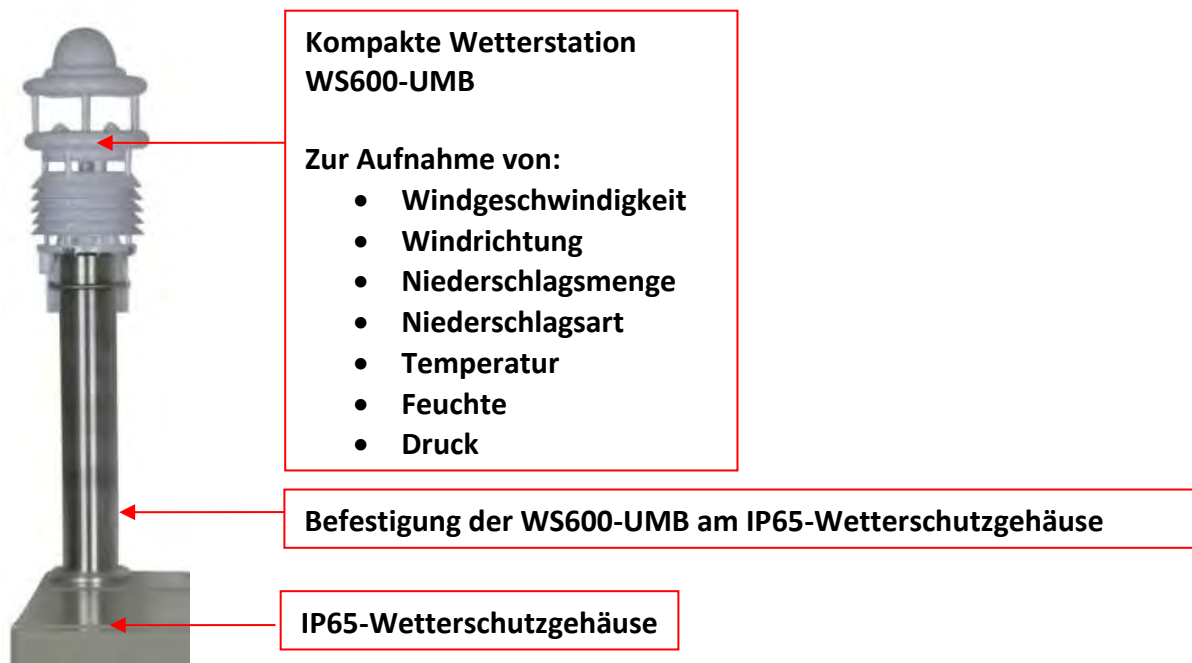 Kompakte Wetterstation
WS600-UMB
Zur Aufnahme von:
• Windgeschwindigkeit
• Windrichtung
• Niederschlagsmenge
• Niederschlagsart
• Temperatur
• Feuchte
• Druck
Befestigung der WS600-UMB am IP65-Wetterschutzgehäuse
IP65-Wetterschutzgehäuse